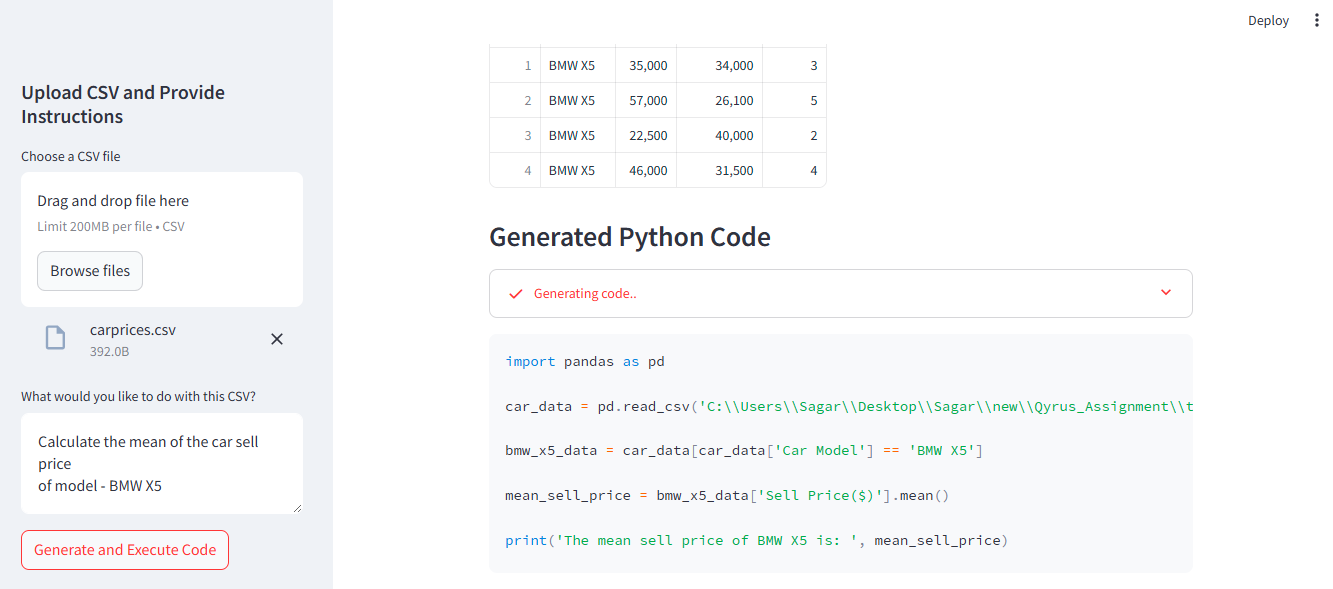 Deploy
Upload CSV and Provide
Instructions
Choose a CSV file
Drag and drop file here
Limit 200MB per file • CSV
Browse files
carprices.csv
392.0B
What would you like to do with this CSV?
Calculate the mean of the car sell
price
of model - BMW X5
Generate and Execute Code
1 BMW X5 35,000 34,000 3
2 BMW X5 57,000 26,100 5
3 BMW X5 22,500 40,000 2
4 BMW X5 46,000 31,500 4
Generated Python Code
Generating code..
import pandas as pd
car_data = pd.read_csv('C:\\Users\\Sagar\\Desktop\\Sagar\\new\\Qyrus_Assignment\\t
bmw_x5_data = car_data[car_data['Car Model'] == 'BMW X5']
mean_sell_price = bmw_x5_data['Sell Price($)'].mean()
print('The mean sell price of BMW X5 is: ', mean_sell_price)